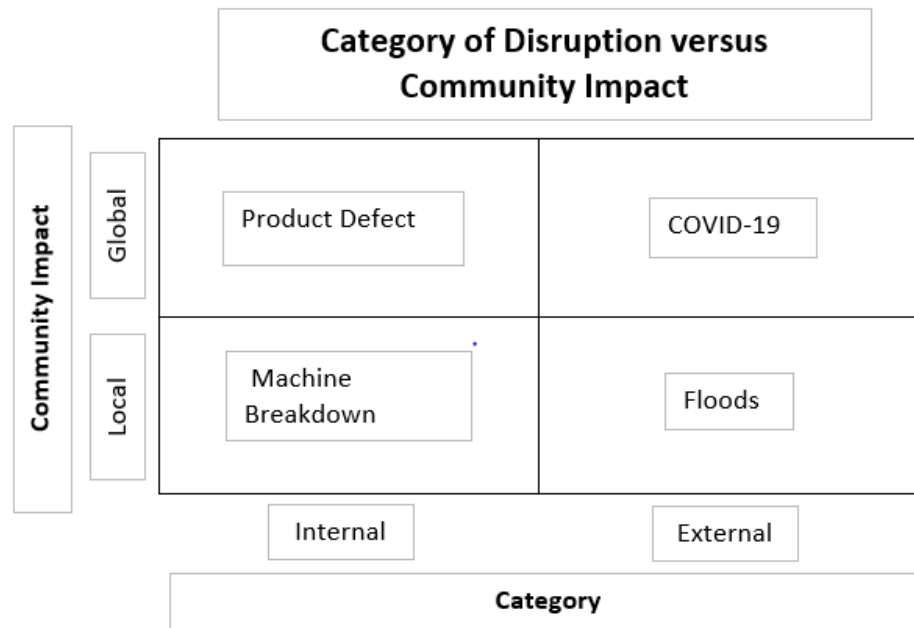 Category of Disruption versus
Community Impact
Community Impact
Global
Product Defect
COVID-19
Local
Machine
Breakdown
Floods
Internal
External
Category